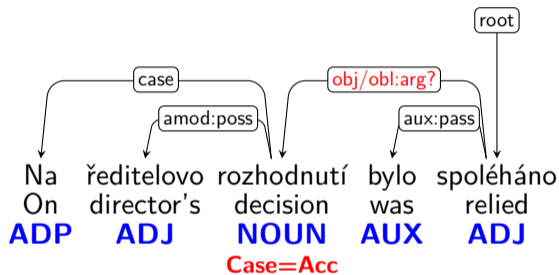 root
case
obj/obl:arg?
amod:poss
aux:pass
Na ředitelovo rozhodnutí bylo spoléháno
On director's decision was relied
ADP ADJ NOUN AUX ADJ
Case=Acc